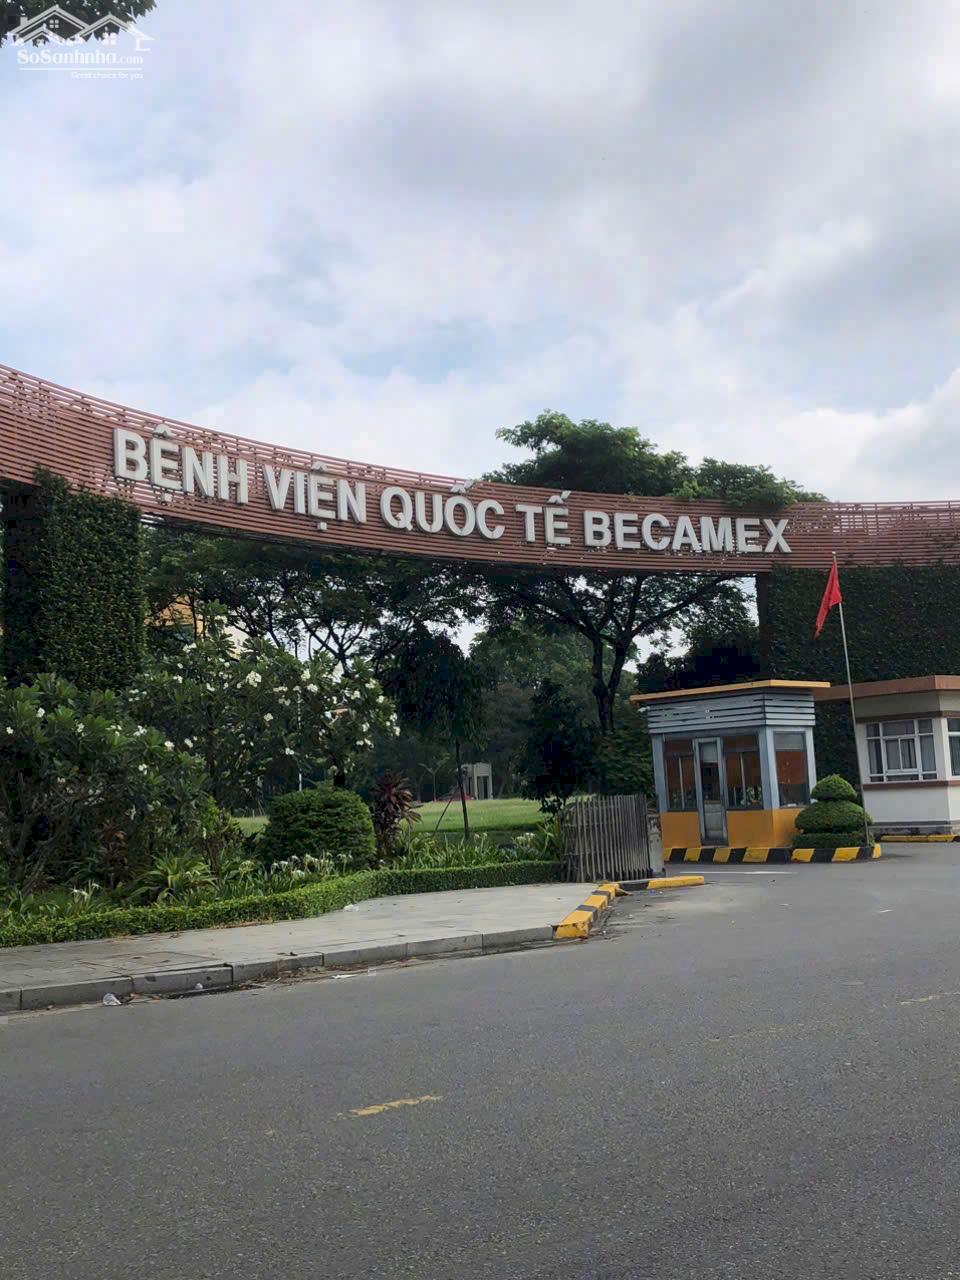 SoSanhnha.com
Great choice for you
BỆNH VIỆN QUỐC TẾ BECAMEX